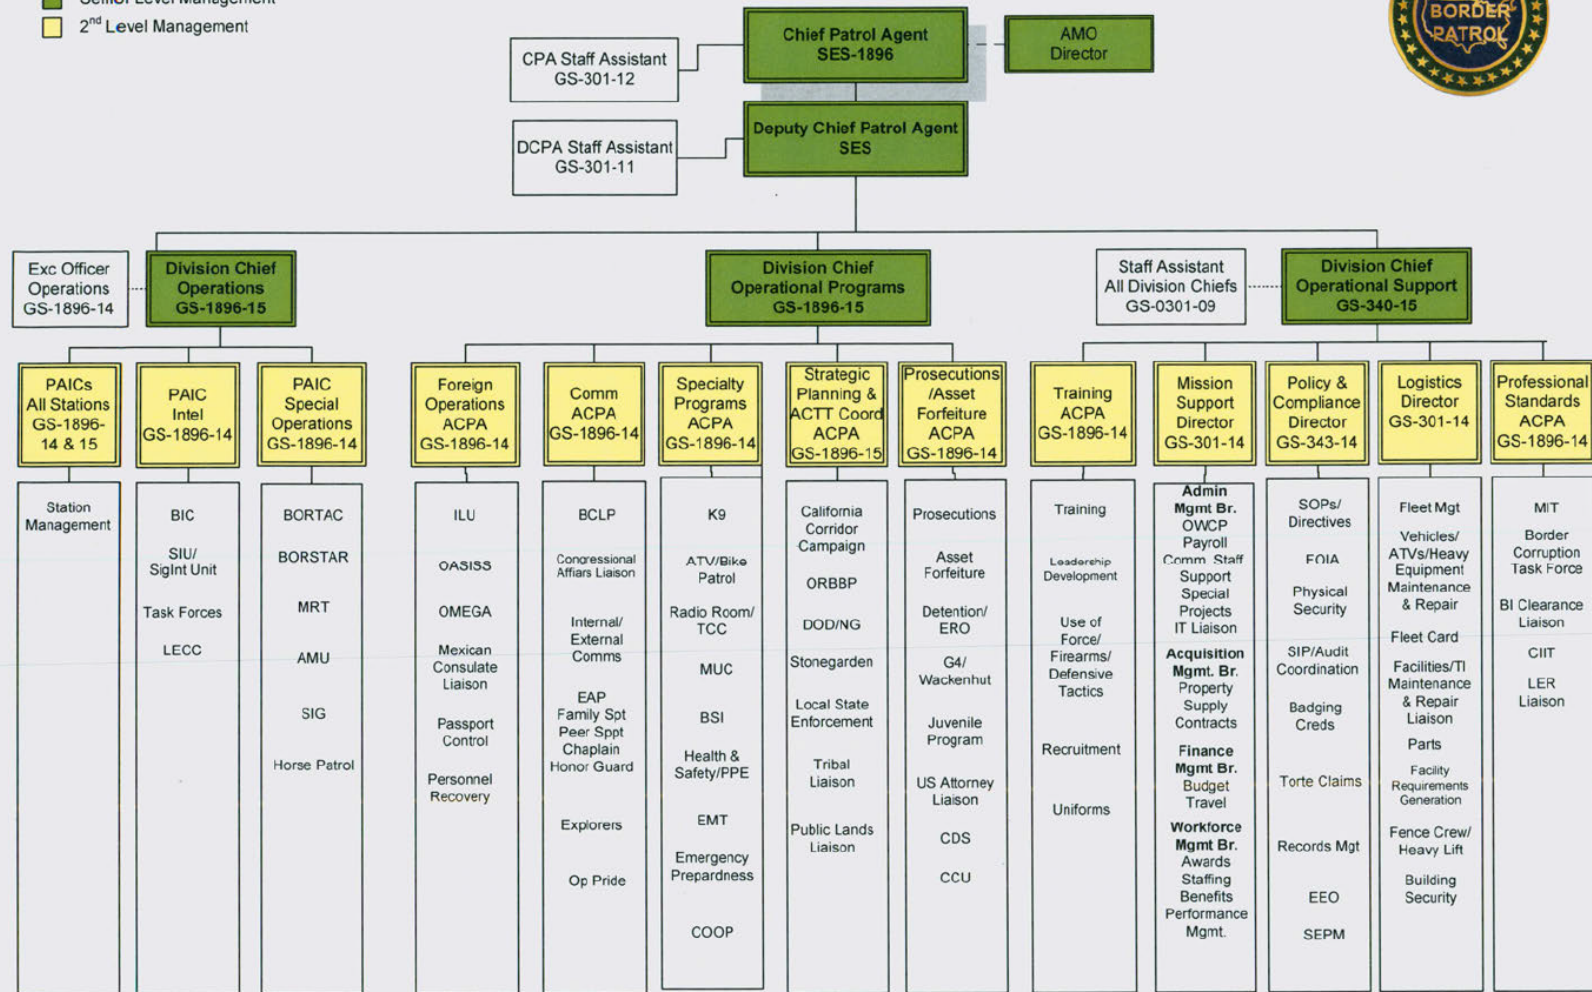 Senior Level Management
2nd Level Management
BORDER
PATROL
Chief Patrol Agent
SES-1896
AMO
Director
CPA Staff Assistant
GS-301-12
Deputy Chief Patrol Agent
SES
DCPA Staff Assistant
GS-301-11
Exc Officer
Operations
GS-1896-14
Division Chief
Operations
GS-1896-15
Division Chief
Operational Programs
GS-1896-15
Staff Assistant
All Division Chiefs
GS-0301-09
Division Chief
Operational Support
GS-340-15
PAICs
All Stations
GS-1896-
14 & 15
PAIC
Intel
GS-1896-14
PAIC
Special
Operations
GS-1896-14
Foreign
Operations
ACPA
GS-1896-14
Comm
ACPA
GS-1896-14
Specialty
Programs
ACPA
GS-1896-14
Strategic
Planning &
ACTT Coord
ACPA
GS-1896-15
Prosecutions
/Asset
Forfeiture
ACPA
GS-1896-14
Training
ACPA
GS-1896-14
Mission
Support
Director
GS-301-14
Policy &
Compliance
Director
GS-343-14
Logistics
Director
GS-301-14
Professional
Standards
ACPA
GS-1896-14
Station
Management
BIC
SIU/
SigInt Unit
Task Forces
LECC
BORTAC
BORSTAR
MRT
AMU
SIG
Horse Patrol
ILU
OASISS
OMEGA
Mexican
Consulate
Liaison
Passport
Control
Personnel
Recovery
BCLP
Congressional
Affiars Liaison
Internal/
External
Comms
EAP
Family Spt
Peer Sppt
Chaplain
Honor Guard
Explorers
Op Pride
K9
ATV/Bike
Patrol
Radio Room/
TCC
MUC
BSI
Health &
Safety/PPE
EMT
Emergency
Prepardness
COOP
California
Corridor
Campaign
ORBBP
DOD/NG
Stonegarden
Local State
Enforcement
Tribal
Liaison
Public Lands
Liaison
Prosecutions
Asset
Forfeiture
Detention/
ERO
G4/
Wackenhut
Juvenile
Program
US Attorney
Liaison
CDS
CCU
Training
Leadership
Development
Use of
Force/
Firearms/
Defensive
Tactics
Recruitment
Uniforms
Admin
Mgmt Br.
OWCP
Payroll
Comm. Staff
Support
Special
Projects
IT Liaison
Acquisition
Mgmt. Br.
Property
Supply
Contracts
Finance
Mgmt Br.
Budget
Travel
Workforce
Mgmt Br.
Awards
Staffing
Benefits
Performance
Mgmt.
SOPs/
Directives
FOIA
Physical
Security
SIP/Audit
Coordination
Badging
Creds
Torte Claims
Records Mgt
EEO
SEPM
Fleet Mgt
Vehicles/
ATVs/Heavy
Equipment
Maintenance
& Repair
Fleet Card
Facilities/TI
Maintenance
& Repair
Liaison
Parts
Facility
Requirements
Generation
Fence Crew/
Heavy Lift
Building
Security
MIT
Border
Corruption
Task Force
BI Clearance
Liaison
CIIT
LER
Liaison